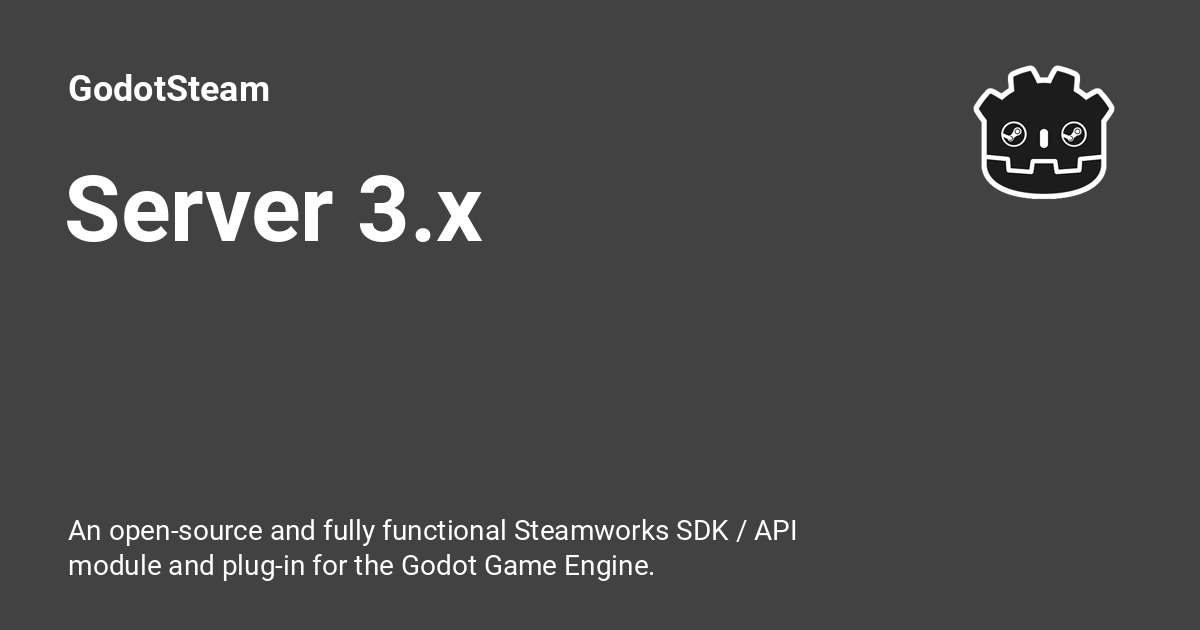 GodotSteam
Server 3.x
An open-source and fully functional Steamworks SDK / API
module and plug-in for the Godot Game Engine.